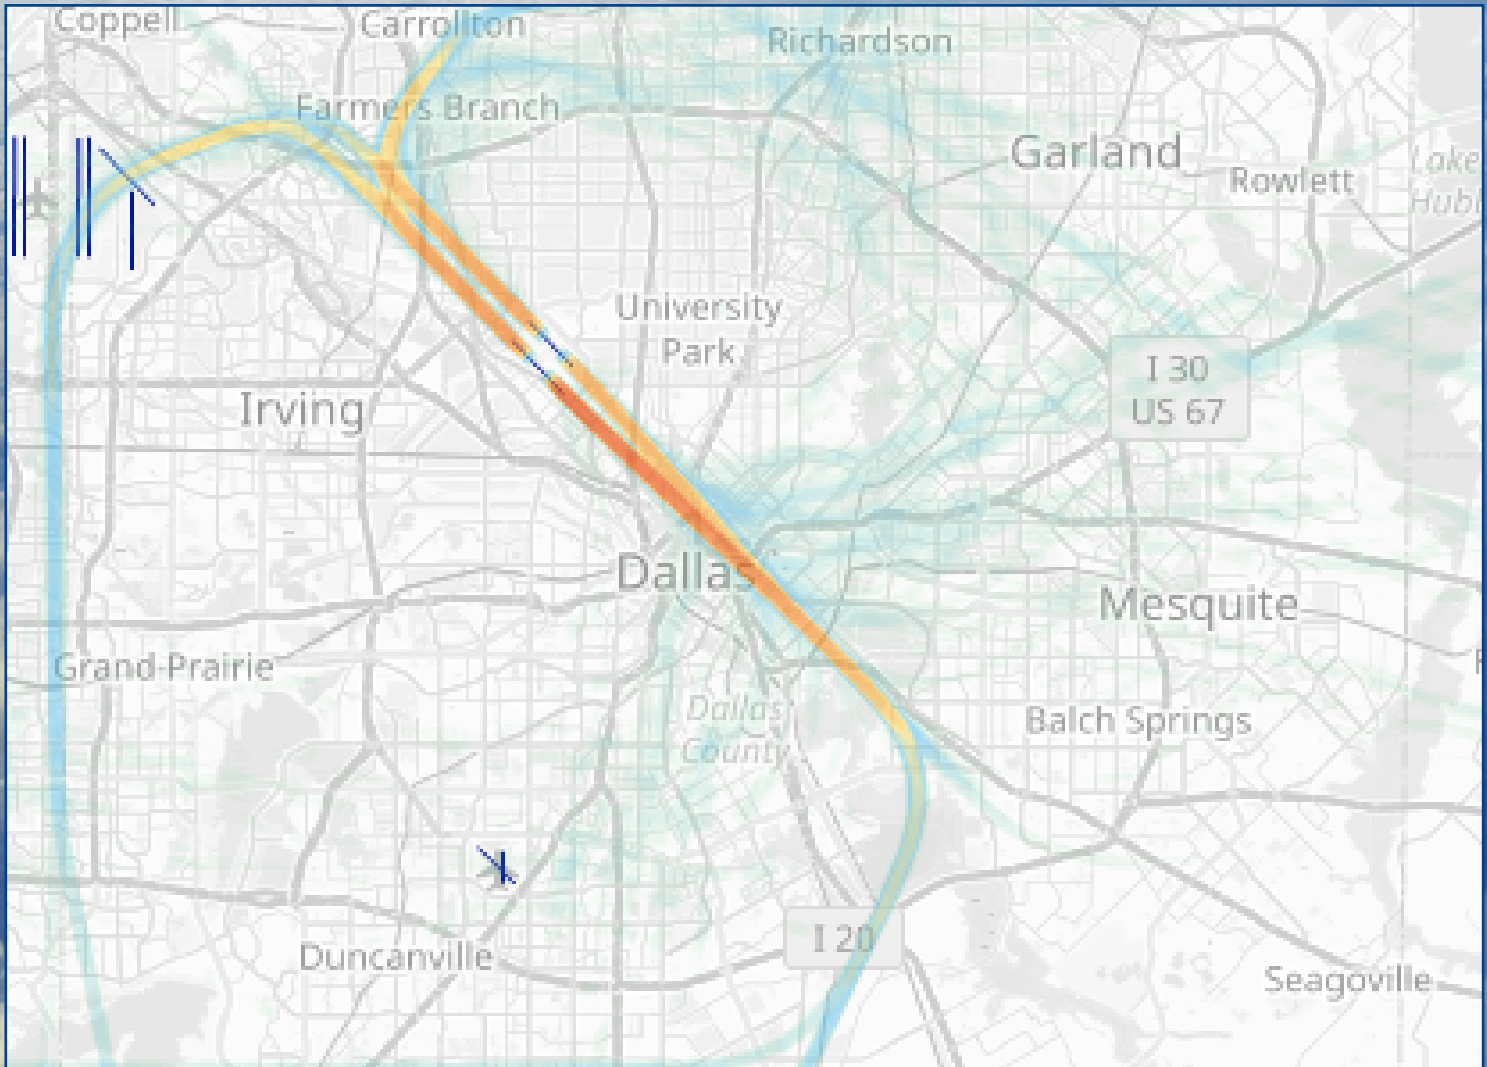 Coppell
Carrollton
Richardson
Farmers Branch
Garland
Rowlett
Lake
University
Park
I 30
US 67
Irving
Dallas
Mesquite
Grand-Prairie
Dallas
County
Balch Springs
I 20
Duncanville
Seagoville